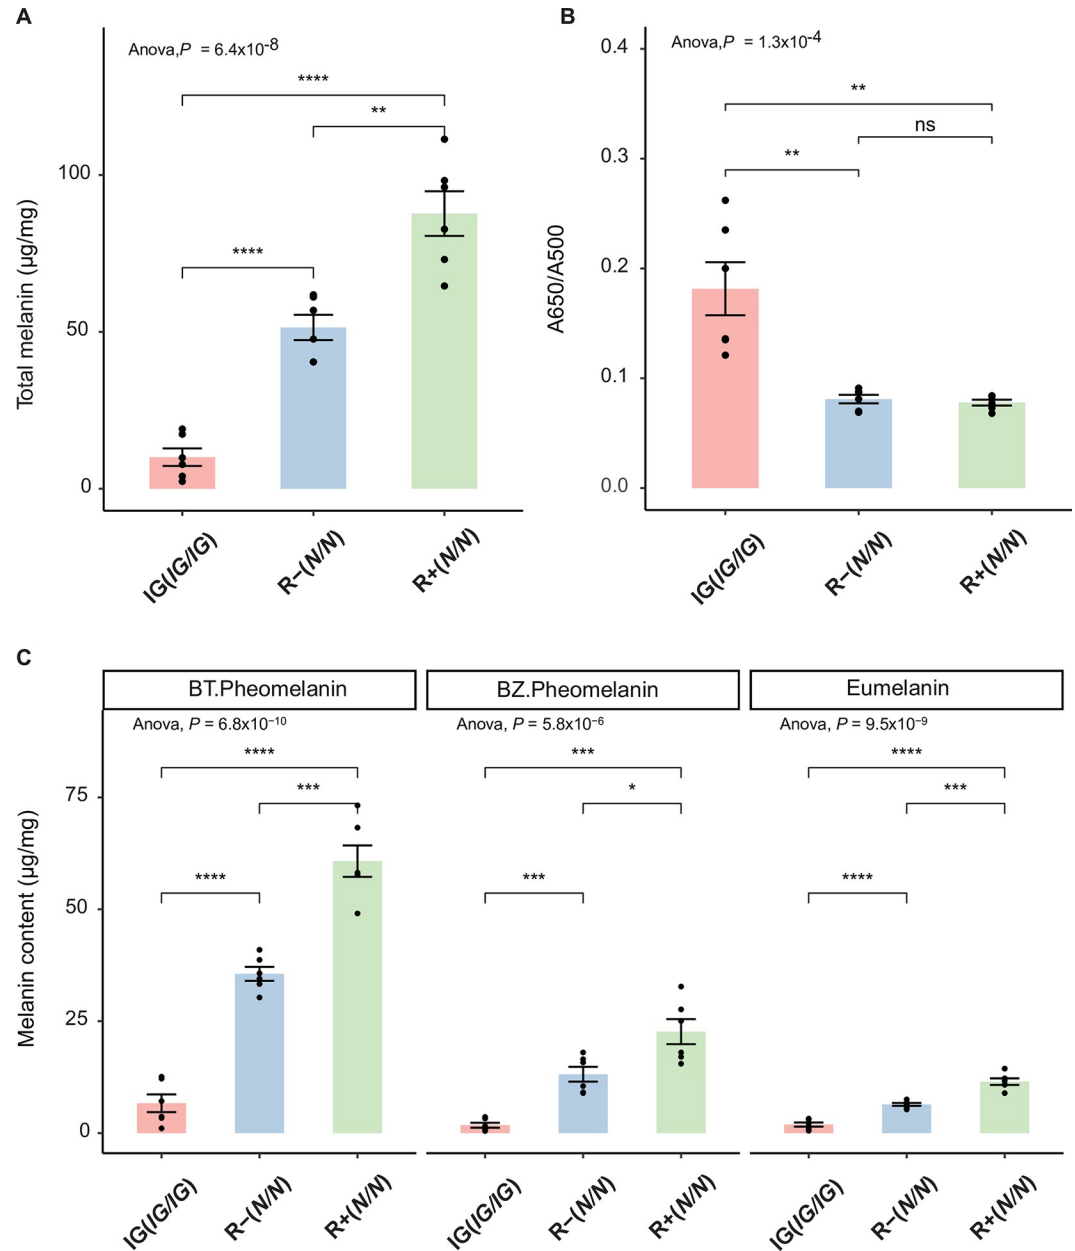 A
Anova,P = 6.4x10-8
****
**
****
100
50
0
Total melanin (µg/mg)
IG(IG/IG)
R−(N/N)
R+(N/N)
B
Anova,P = 1.3x10-4
**
ns
**
0.4
0.3
0.2
0.1
0.0
A650/A500
IG(IG/IG)
R−(N/N)
R+(N/N)
C
BT.Pheomelanin
BZ.Pheomelanin
Eumelanin
Anova, P = 6.8x10−10
Anova, P = 5.8x10−6
Anova, P = 9.5x10−9
****
***
****
***
*
***
****
***
****
75
50
25
0
Melanin content (µg/mg)
IG(IG/IG)
R−(N/N)
R+(N/N)
IG(IG/IG)
R−(N/N)
R+(N/N)
IG(IG/IG)
R−(N/N)
R+(N/N)